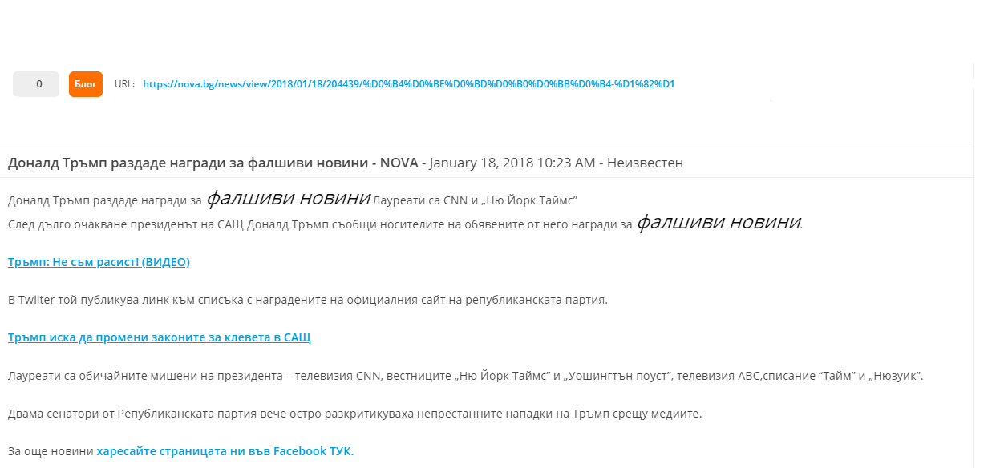 0 Блог URL: https://nova.bg/news/view/2018/01/18/204439/%D0%B4%D0%BE%D0%BD%D0%B0%D0%BB%D0%B4-%D1%82%D1
Доналд Тръмп раздаде награди за фалшиви новини - NOVA - January 18, 2018 10:23 AM - Неизвестен
Доналд Тръмп раздаде награди за фалшиви новини Лауреати са CNN и „Ню Йорк Таймс”
След дълго очакване президентът на САЩ Доналд Тръмп съобщи носителите на обявените от него награди за фалшиви новини.
Тръмп: Не съм расист! (ВИДЕО)
В Twiiter той публикува линк към списъка с наградените на официалния сайт на републиканската партия.
Тръмп иска да промени законите за клевета в САЩ
Лауреати са обичайните мишени на президента – телевизия CNN, вестниците „Ню Йорк Таймс” и „Уошингтън поуст”, телевизия ABC,списание “Тайм” и „Нюзуик”.
Двама сенатори от Републиканската партия вече остро разкритикуваха непрестанните нападки на Тръмп срещу медиите.
За още новини харесайте страницата ни във Facebook ТУК.